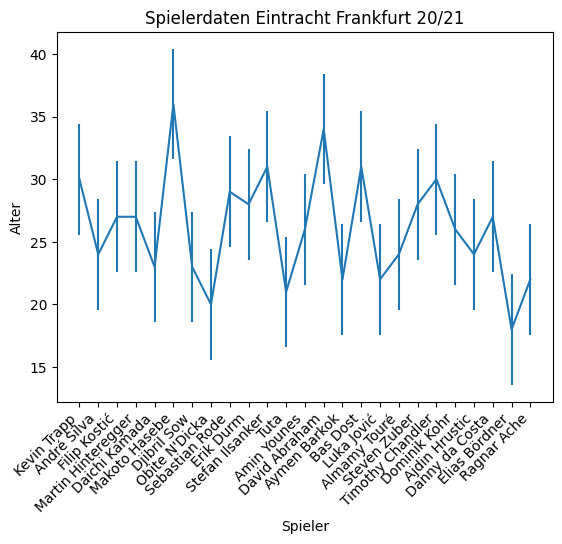 Spielerdaten Eintracht Frankfurt 20/21
Alter
40
35
30
25
20
15
Kevin Trapp
André Silva
Filip Kostić
Martin Hinteregger
Daichi Kamada
Makoto Hasebe
Djibril Sow
Obite N'Dicka
Sebastian Rode
Erik Durm
Stefan Ilsanker
Tuta
Amin Younes
David Abraham
Aymen Barkok
Bas Dost
Luka Jović
Almamy Touré
Steven Zuber
Timothy Chandler
Dominik Kohr
Ajdin Hrustic
Danny da Costa
Elias Bördner
Ragnar Ache
Spieler